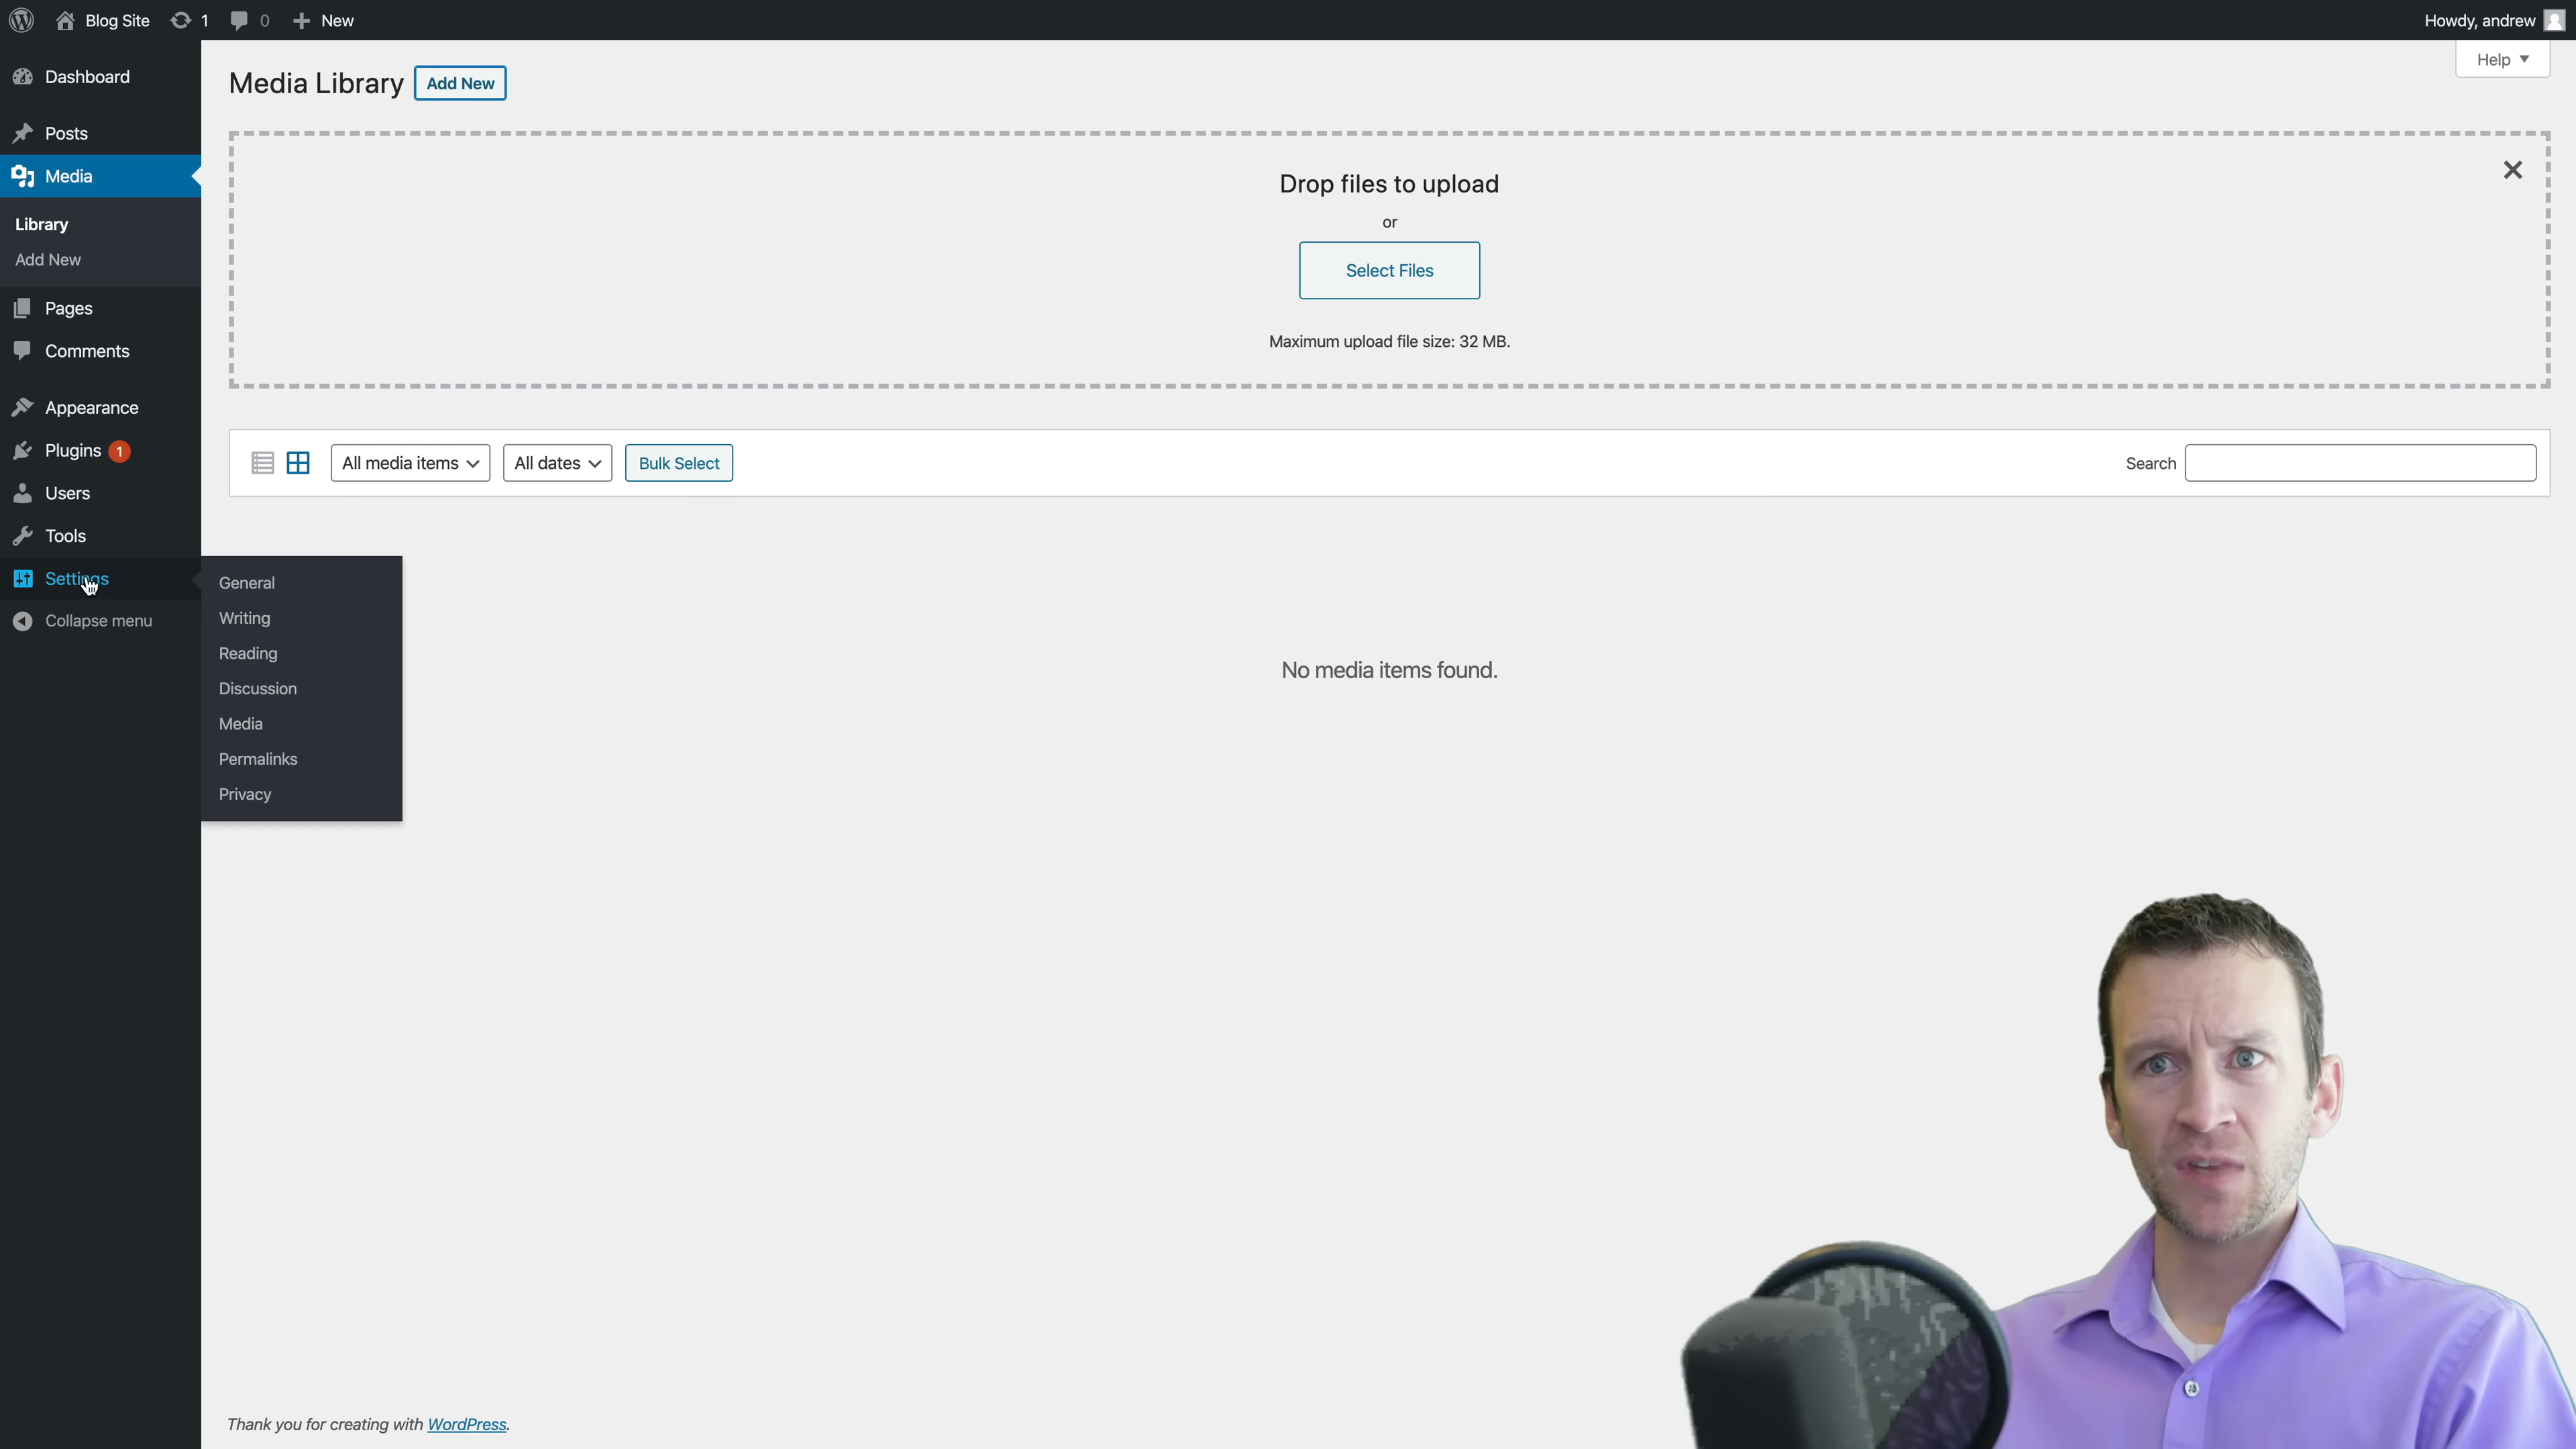 Blog Site 1 0 New
Howdy, andrew
Help
Dashboard
Posts
Media
Library
Add New
Pages
Comments
Appearance
Plugins 1
Users
Tools
Settings
Collapse menu
General
Writing
Reading
Discussion
Media
Permalinks
Privacy
Media Library Add New
Drop files to upload
or
Select Files
Maximum upload file size: 32 MB.
All media items All dates Bulk Select
Search
No media items found.
Thank you for creating with WordPress.